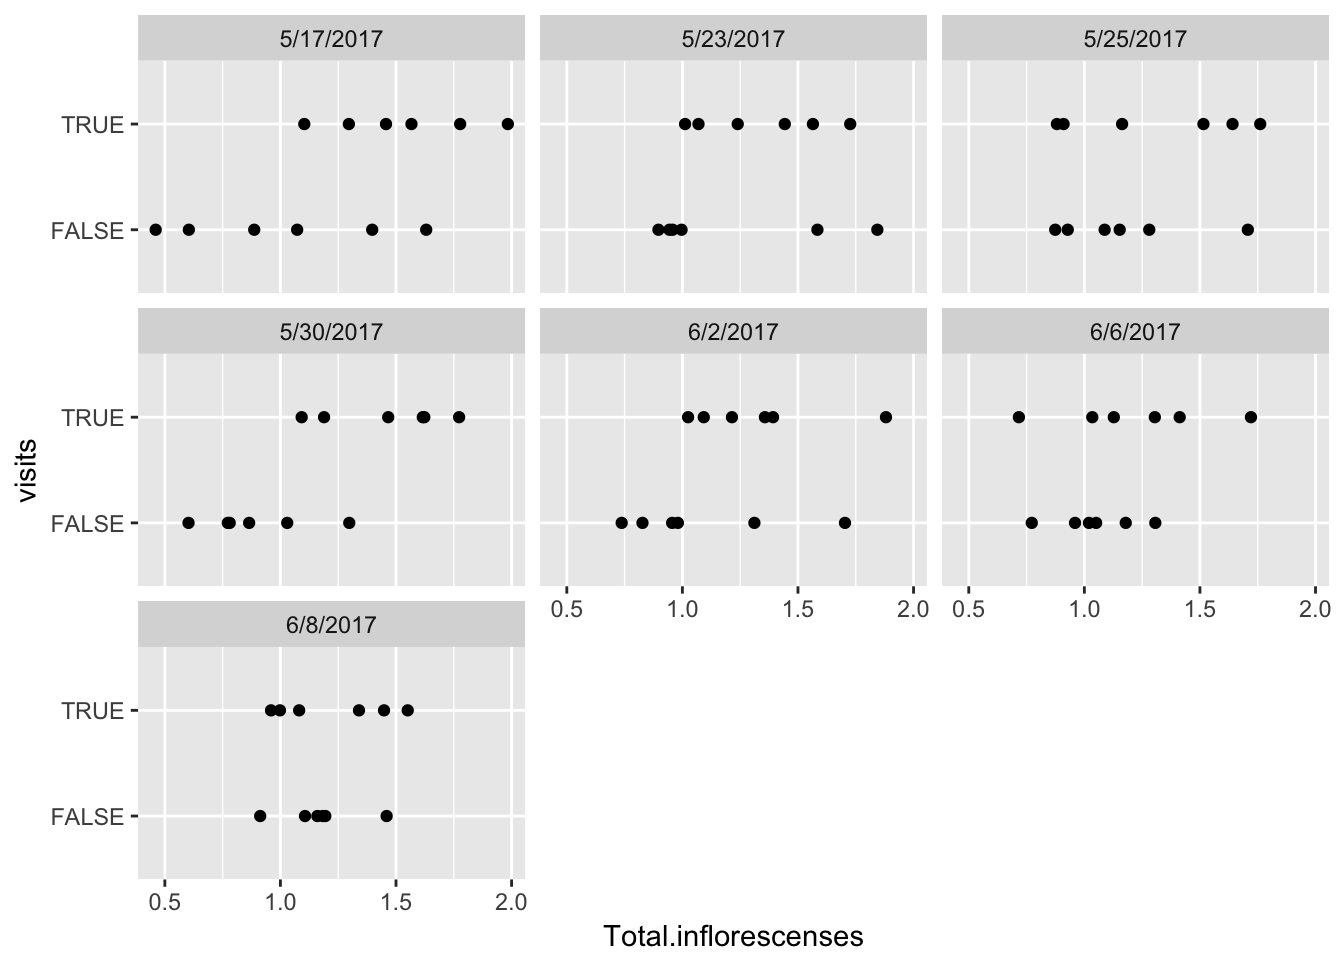 5/17/2017
5/23/2017
5/25/2017
TRUE
FALSE
5/30/2017
6/2/2017
6/6/2017
TRUE
FALSE
0.5 1.0 1.5 2.0
0.5 1.0 1.5 2.0
6/8/2017
TRUE
FALSE
0.5 1.0 1.5 2.0
visits
Total.inflorescenses